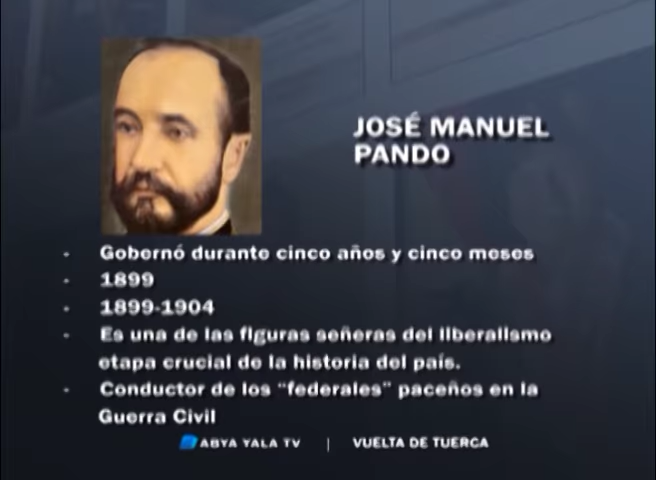 JOSÉ MANUEL
PANDO
- Gobernó durante cinco años y cinco meses
- 1899
- 1899-1904
- Es una de las figuras señeras del liberalismo
etapa crucial de la historia del país.
- Conductor de los "federales" paceños en la
Guerra Civil
ABYA YALA TV | VUELTA DE TUERCA